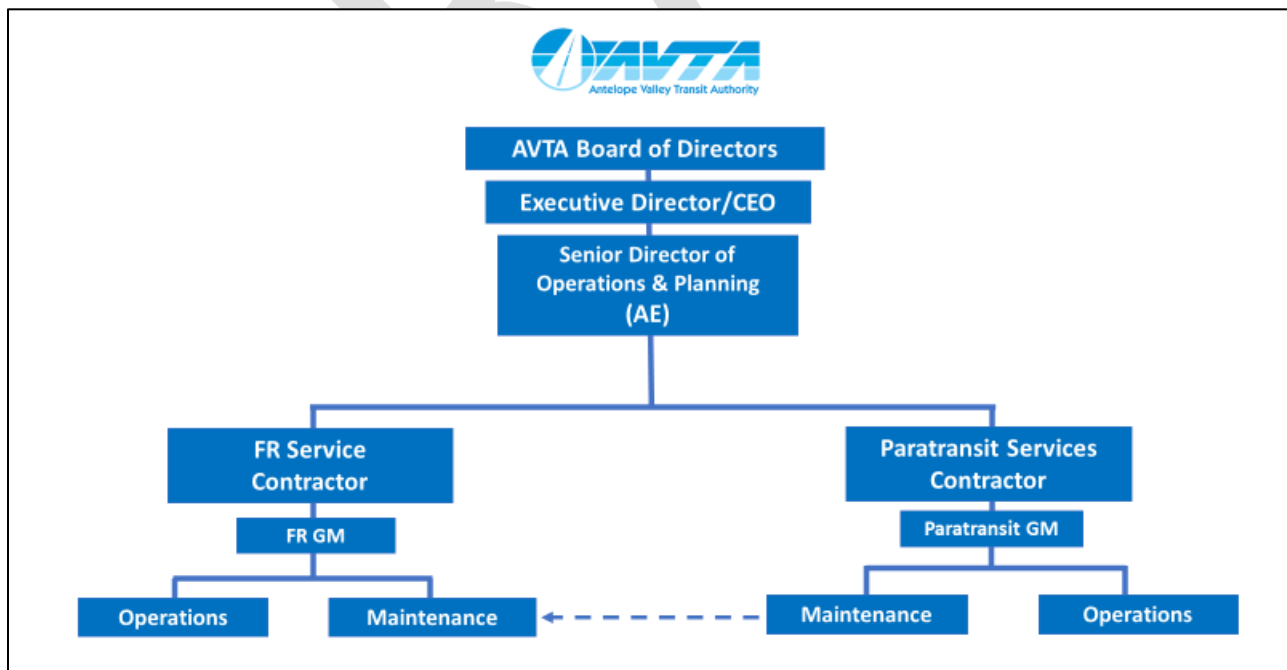 AVTA
Antelope Valley Transit Authority
AVTA Board of Directors
Executive Director/CEO
Senior Director of
Operations & Planning
(AE)
FR Service
Contractor
Paratransit Services
Contractor
FR GM
Paratransit GM
Operations
Maintenance
Maintenance
Operations